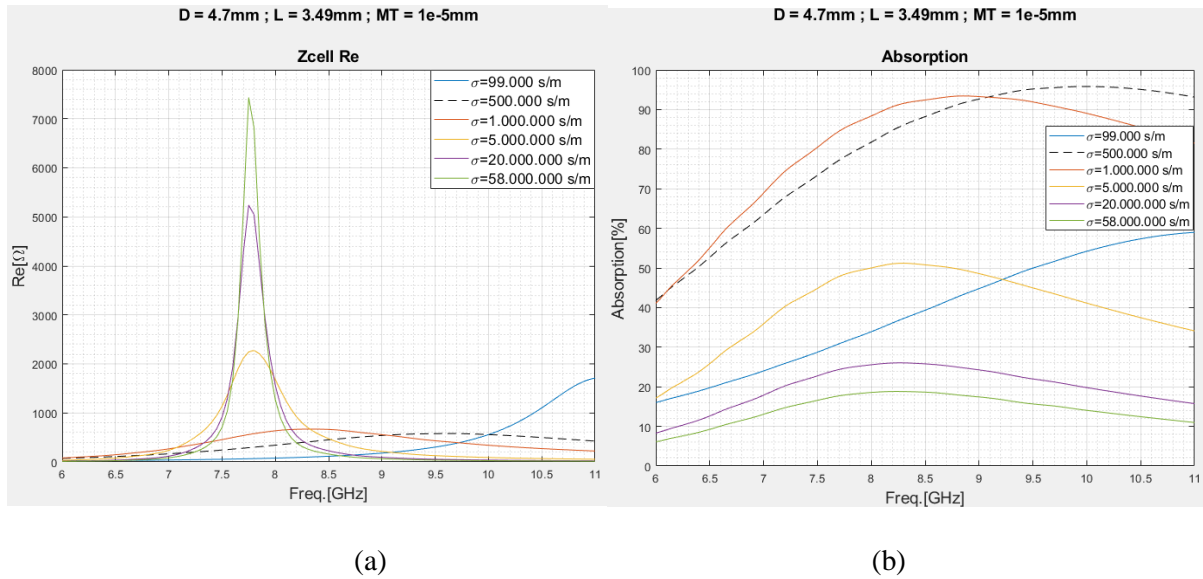 D = 4.7mm ; L = 3.49mm ; MT = 1e-5mm
Zcell Re
8000
7000
6000
5000
4000
3000
2000
1000
0
Re[Ω]
6 6.5 7 7.5 8 8.5 9 9.5 10 10.5 11
Freq.[GHz]
σ=99.000 s/m
σ=500.000 s/m
σ=1.000.000 s/m
σ=5.000.000 s/m
σ=20.000.000 s/m
σ=58.000.000 s/m
(a)
D = 4.7mm ; L = 3.49mm ; MT = 1e-5mm
Absorption
100
90
80
70
60
50
40
30
20
10
0
Absorption[%]
6 6.5 7 7.5 8 8.5 9 9.5 10 10.5 11
Freq.[GHz]
σ=99.000 s/m
σ=500.000 s/m
σ=1.000.000 s/m
σ=5.000.000 s/m
σ=20.000.000 s/m
σ=58.000.000 s/m
(b)